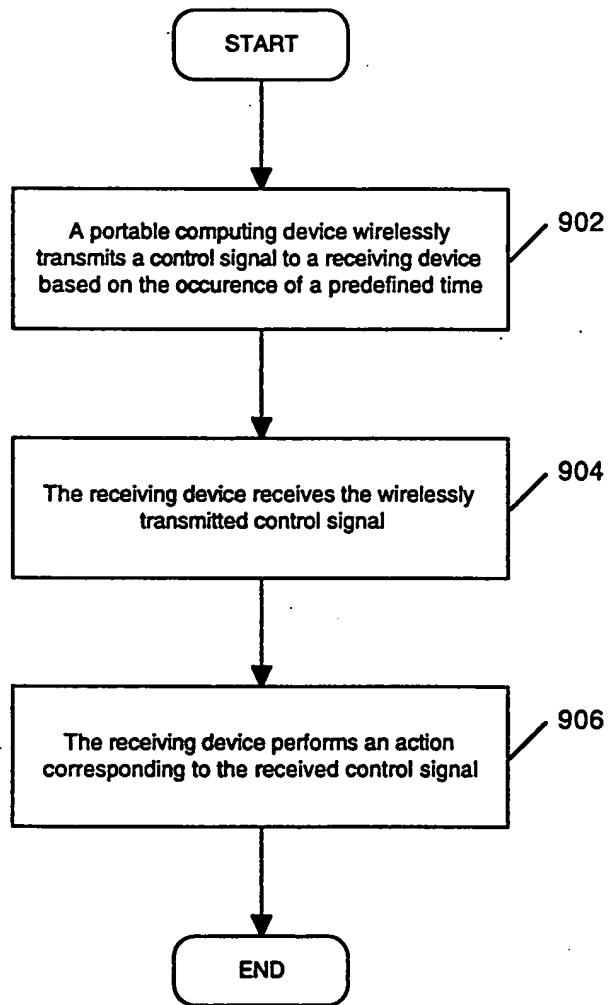 START
A portable computing device wirelessly
transmits a control signal to a receiving device
based on the occurence of a predefined time
902
The receiving device receives the wirelessly
transmitted control signal
904
The receiving device performs an action
corresponding to the received control signal
906
END